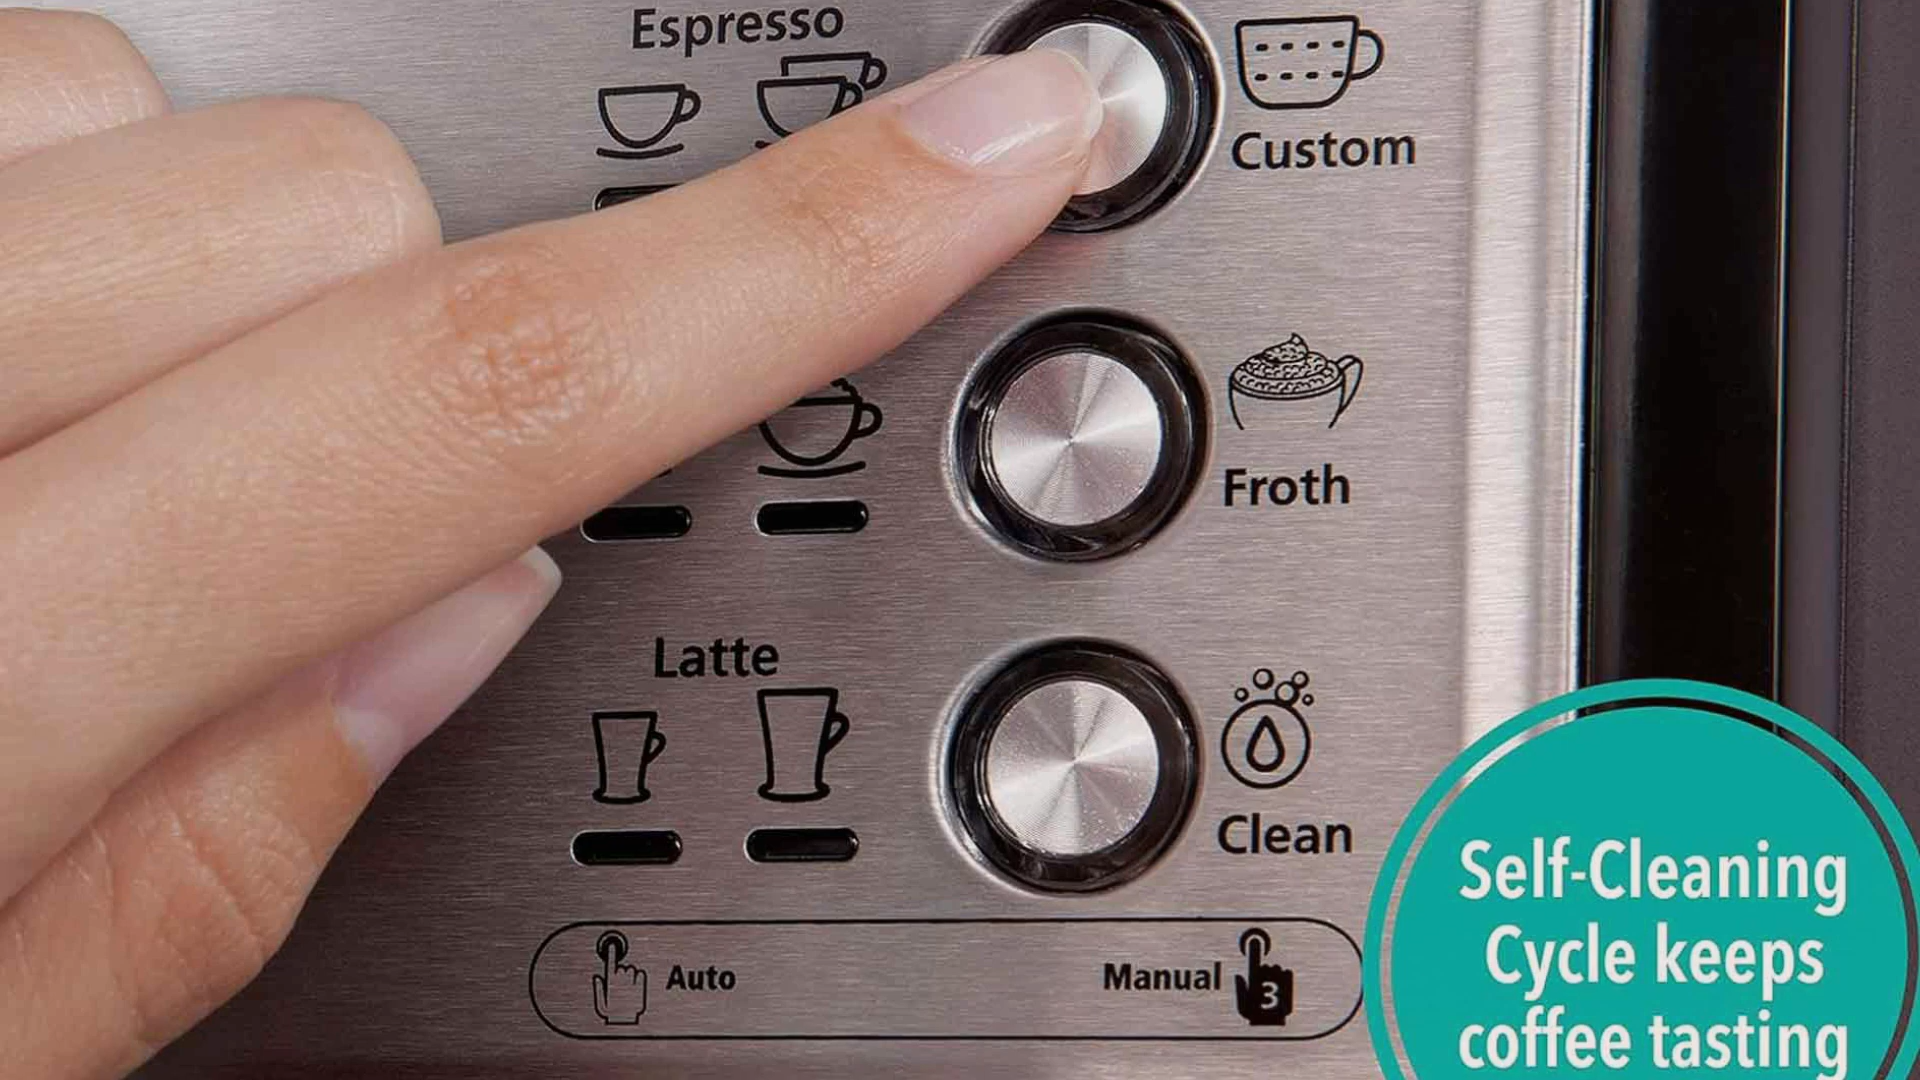 Espresso
Custom
Froth
Latte
Clean
Auto
Manual
3
Self-Cleaning
Cycle keeps
coffee tasting